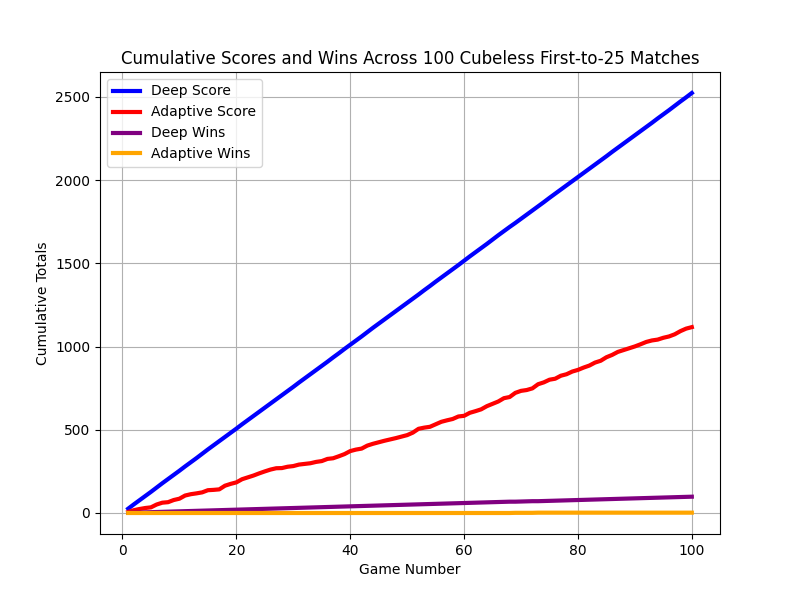 Cumulative Scores and Wins Across 100 Cubeless First-to-25 Matches
Deep Score
Adaptive Score
Deep Wins
Adaptive Wins
2500
2000
1500
1000
500
0
Cumulative Totals
0 20 40 60 80 100
Game Number